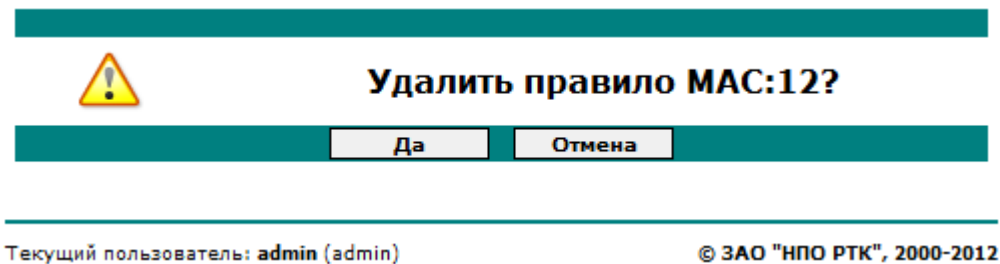 Удалить правило MAC:12?
Да Отмена
Текущий пользователь: admin (admin) © ЗАО "НПО РТК", 2000-2012